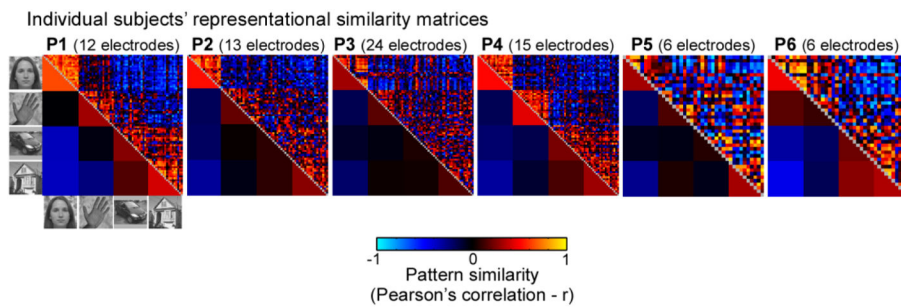 Individual subjects' representational similarity matrices
P1 (12 electrodes) P2 (13 electrodes) P3 (24 electrodes) P4 (15 electrodes) P5 (6 electrodes) P6 (6 electrodes)
-1 0 1
Pattern similarity
(Pearson's correlation - r)